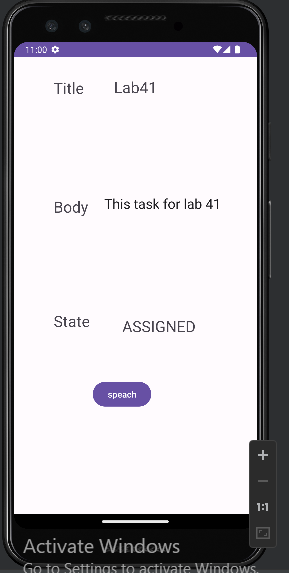 11:00
Title Lab41
Body This task for lab 41
State ASSIGNED
speach
1:1
Activate Windows
Go to Settings to activate Windows.